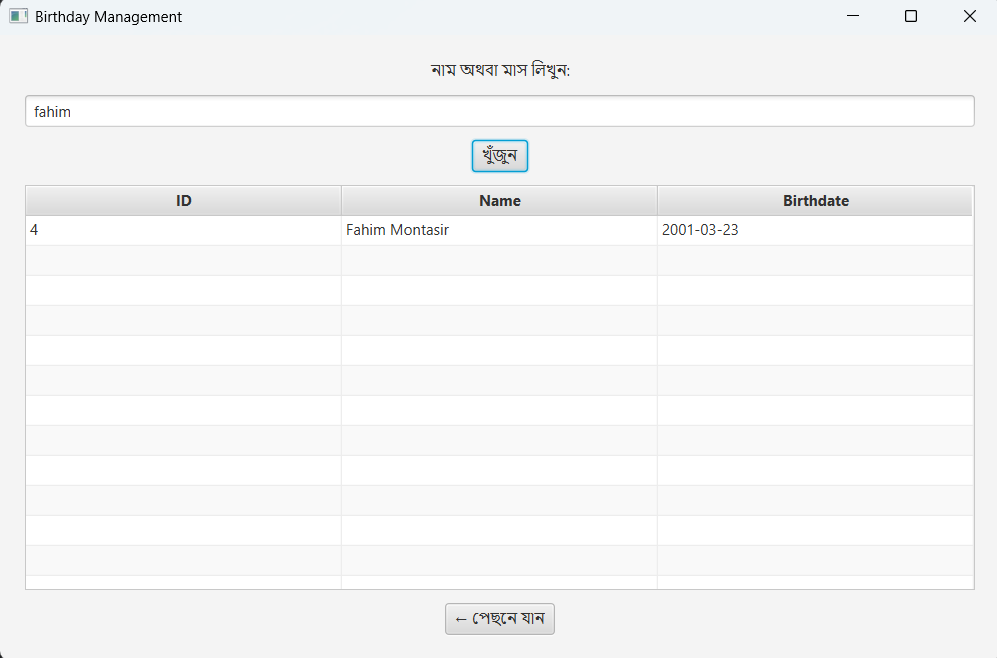 Birthday Management
নাম অথবা মাস লিখুন:
fahim
খুঁজুন
ID Name Birthdate
4 Fahim Montasir 2001-03-23
← পেছনে যান